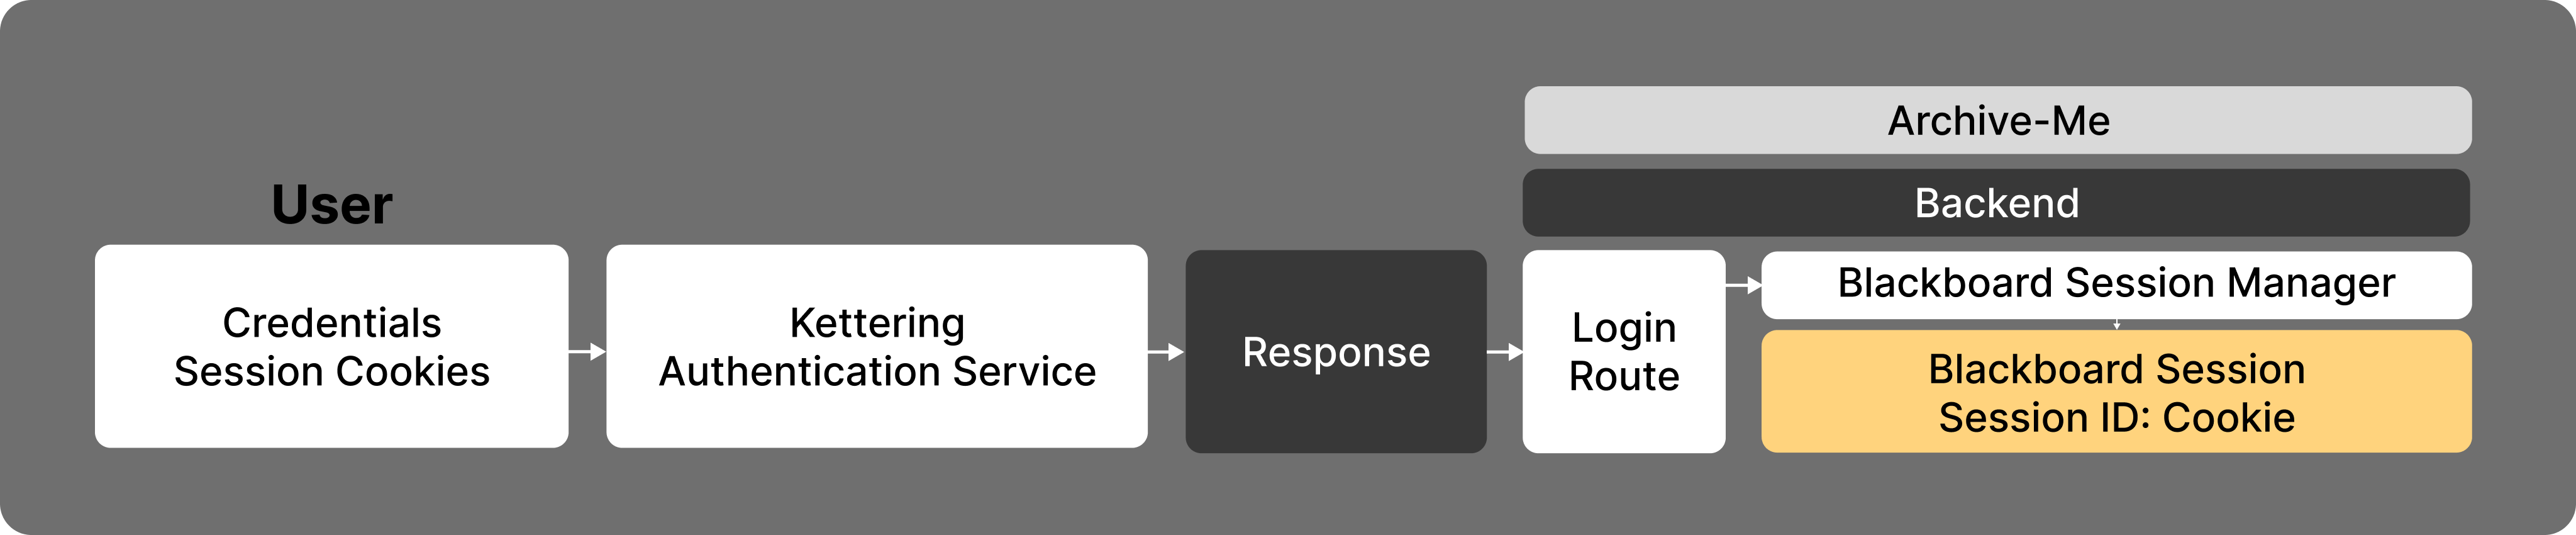 User
Credentials
Session Cookies
Kettering
Authentication Service
Response
Archive-Me
Backend
Login
Route
Blackboard Session Manager
Blackboard Session
Session ID: Cookie